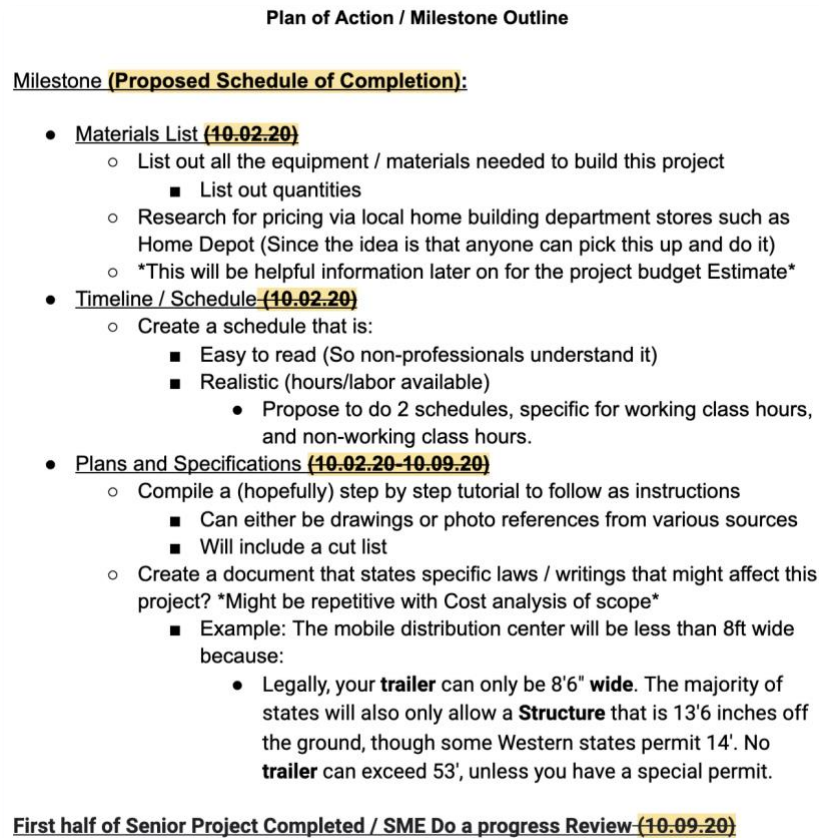 Plan of Action / Milestone Outline
Milestone (Proposed Schedule of Completion):
● Materials List (10.02.20)
○ List out all the equipment / materials needed to build this project
■ List out quantities
○ Research for pricing via local home building department stores such as
Home Depot (Since the idea is that anyone can pick this up and do it)
○ *This will be helpful information later on for the project budget Estimate*
● Timeline / Schedule (10.02.20)
○ Create a schedule that is:
■ Easy to read (So non-professionals understand it)
■ Realistic (hours/labor available)
● Propose to do 2 schedules, specific for working class hours,
and non-working class hours.
● Plans and Specifications (10.02.20-10.09.20)
○ Compile a (hopefully) step by step tutorial to follow as instructions
■ Can either be drawings or photo references from various sources
■ Will include a cut list
○ Create a document that states specific laws / writings that might affect this
project? *Might be repetitive with Cost analysis of scope*
■ Example: The mobile distribution center will be less than 8ft wide
because:
● Legally, your trailer can only be 8'6" wide. The majority of
states will also only allow a Structure that is 13'6 inches off
the ground, though some Western states permit 14'. No
trailer can exceed 53', unless you have a special permit.
First half of Senior Project Completed / SME Do a progress Review (10.09.20)